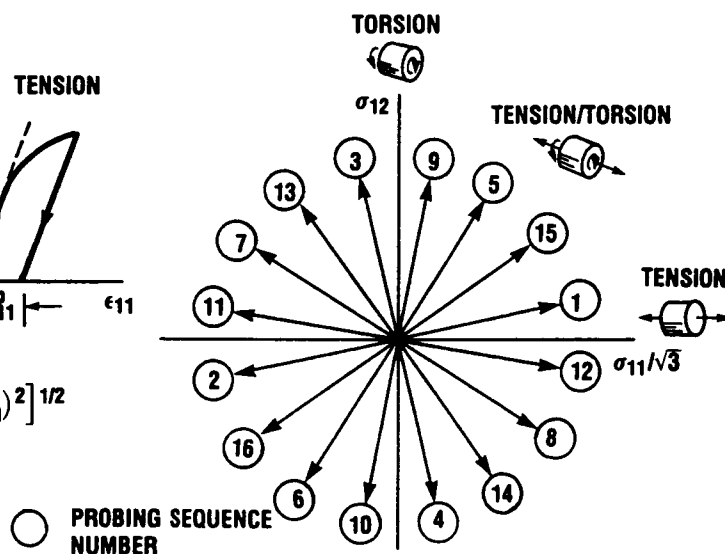 TORSION
TENSION
σ12
TENSION/TORSION
3
9
5
13
15
7
TENSION
1
11
R1
ε11
σ11/√3
12
2
)²]^1/2
8
16
14
6
10
4
PROBING SEQUENCE
NUMBER